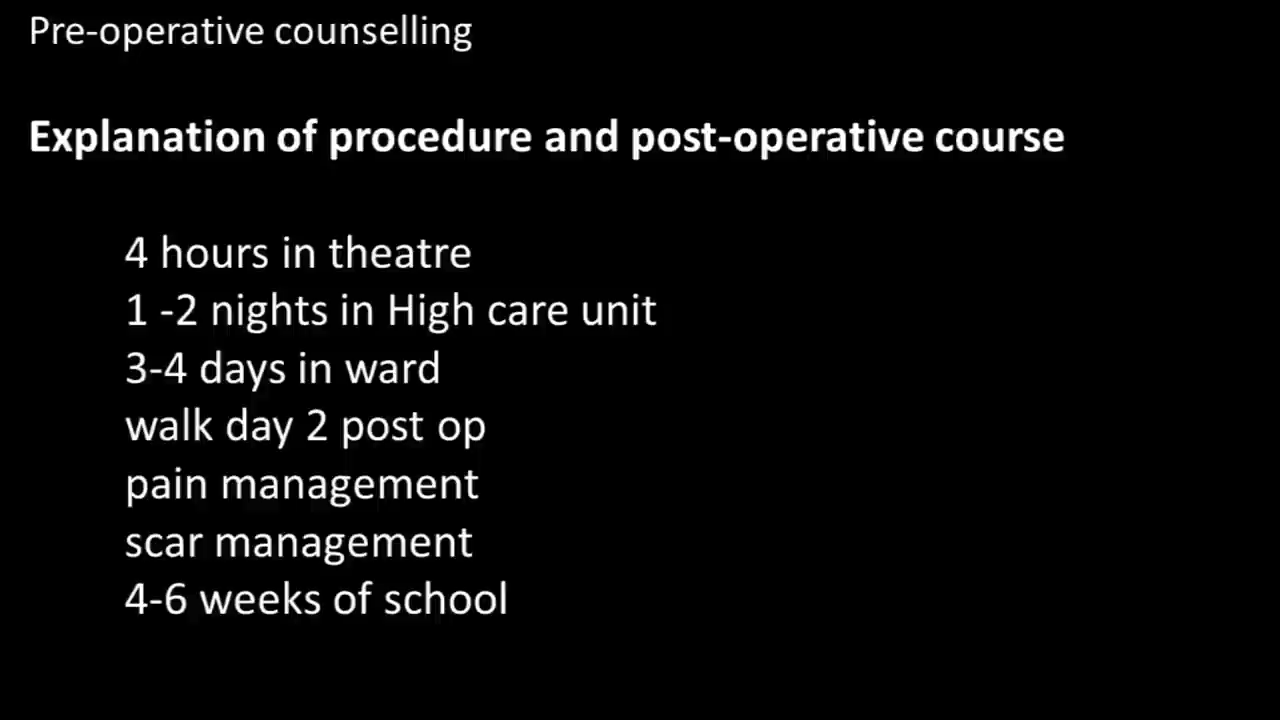 Pre-operative counselling
Explanation of procedure and post-operative course
4 hours in theatre
1 -2 nights in High care unit
3-4 days in ward
walk day 2 post op
pain management
scar management
4-6 weeks of school